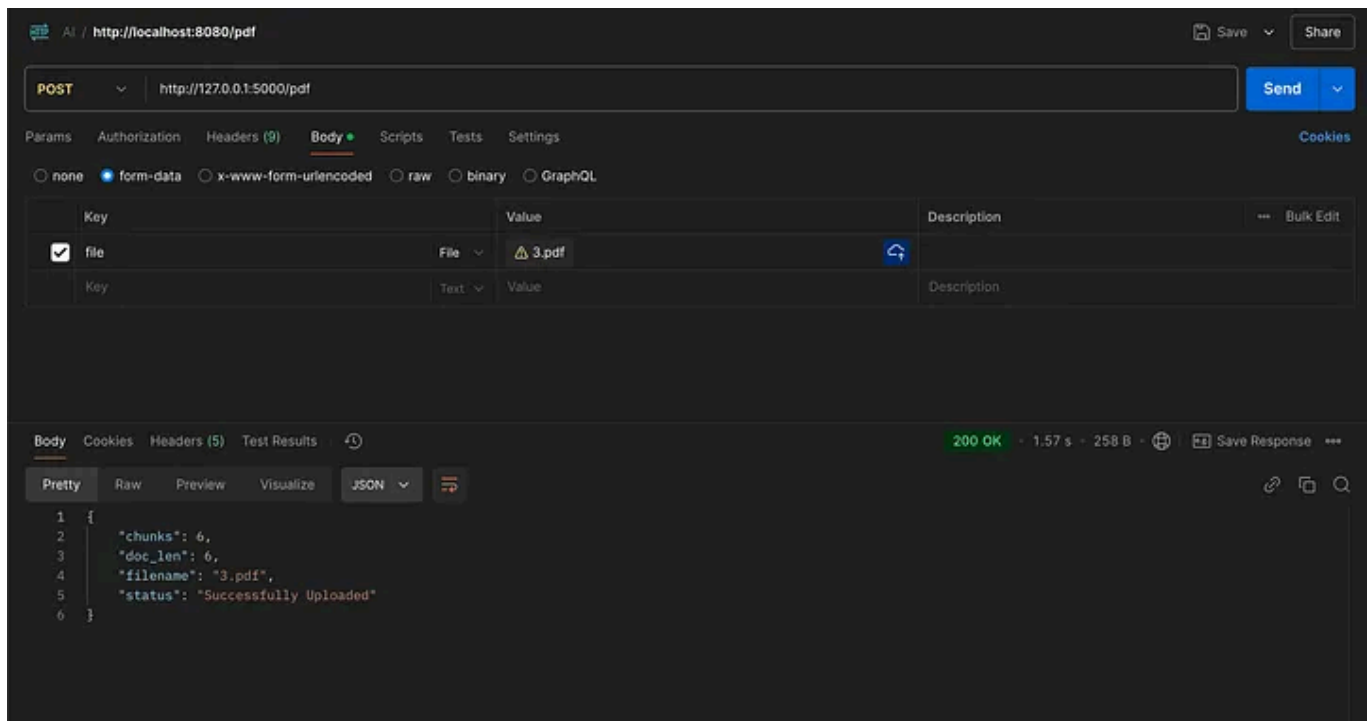 AI / http://localhost:8080/pdf Save Share
POST http://127.0.0.1:5000/pdf Send
Params Authorization Headers (9) Body Scripts Tests Settings Cookies
none form-data x-www-form-urlencoded raw binary GraphQL
Key Value Description ··· Bulk Edit
file File 3.pdf
Key Text Value Description
Body Cookies Headers (5) Test Results 200 OK · 1.57 s · 258 B · Save Response ···
Pretty Raw Preview Visualize JSON
1 {
2 "chunks": 6,
3 "doc_len": 6,
4 "filename": "3.pdf",
5 "status": "Successfully Uploaded"
6 }